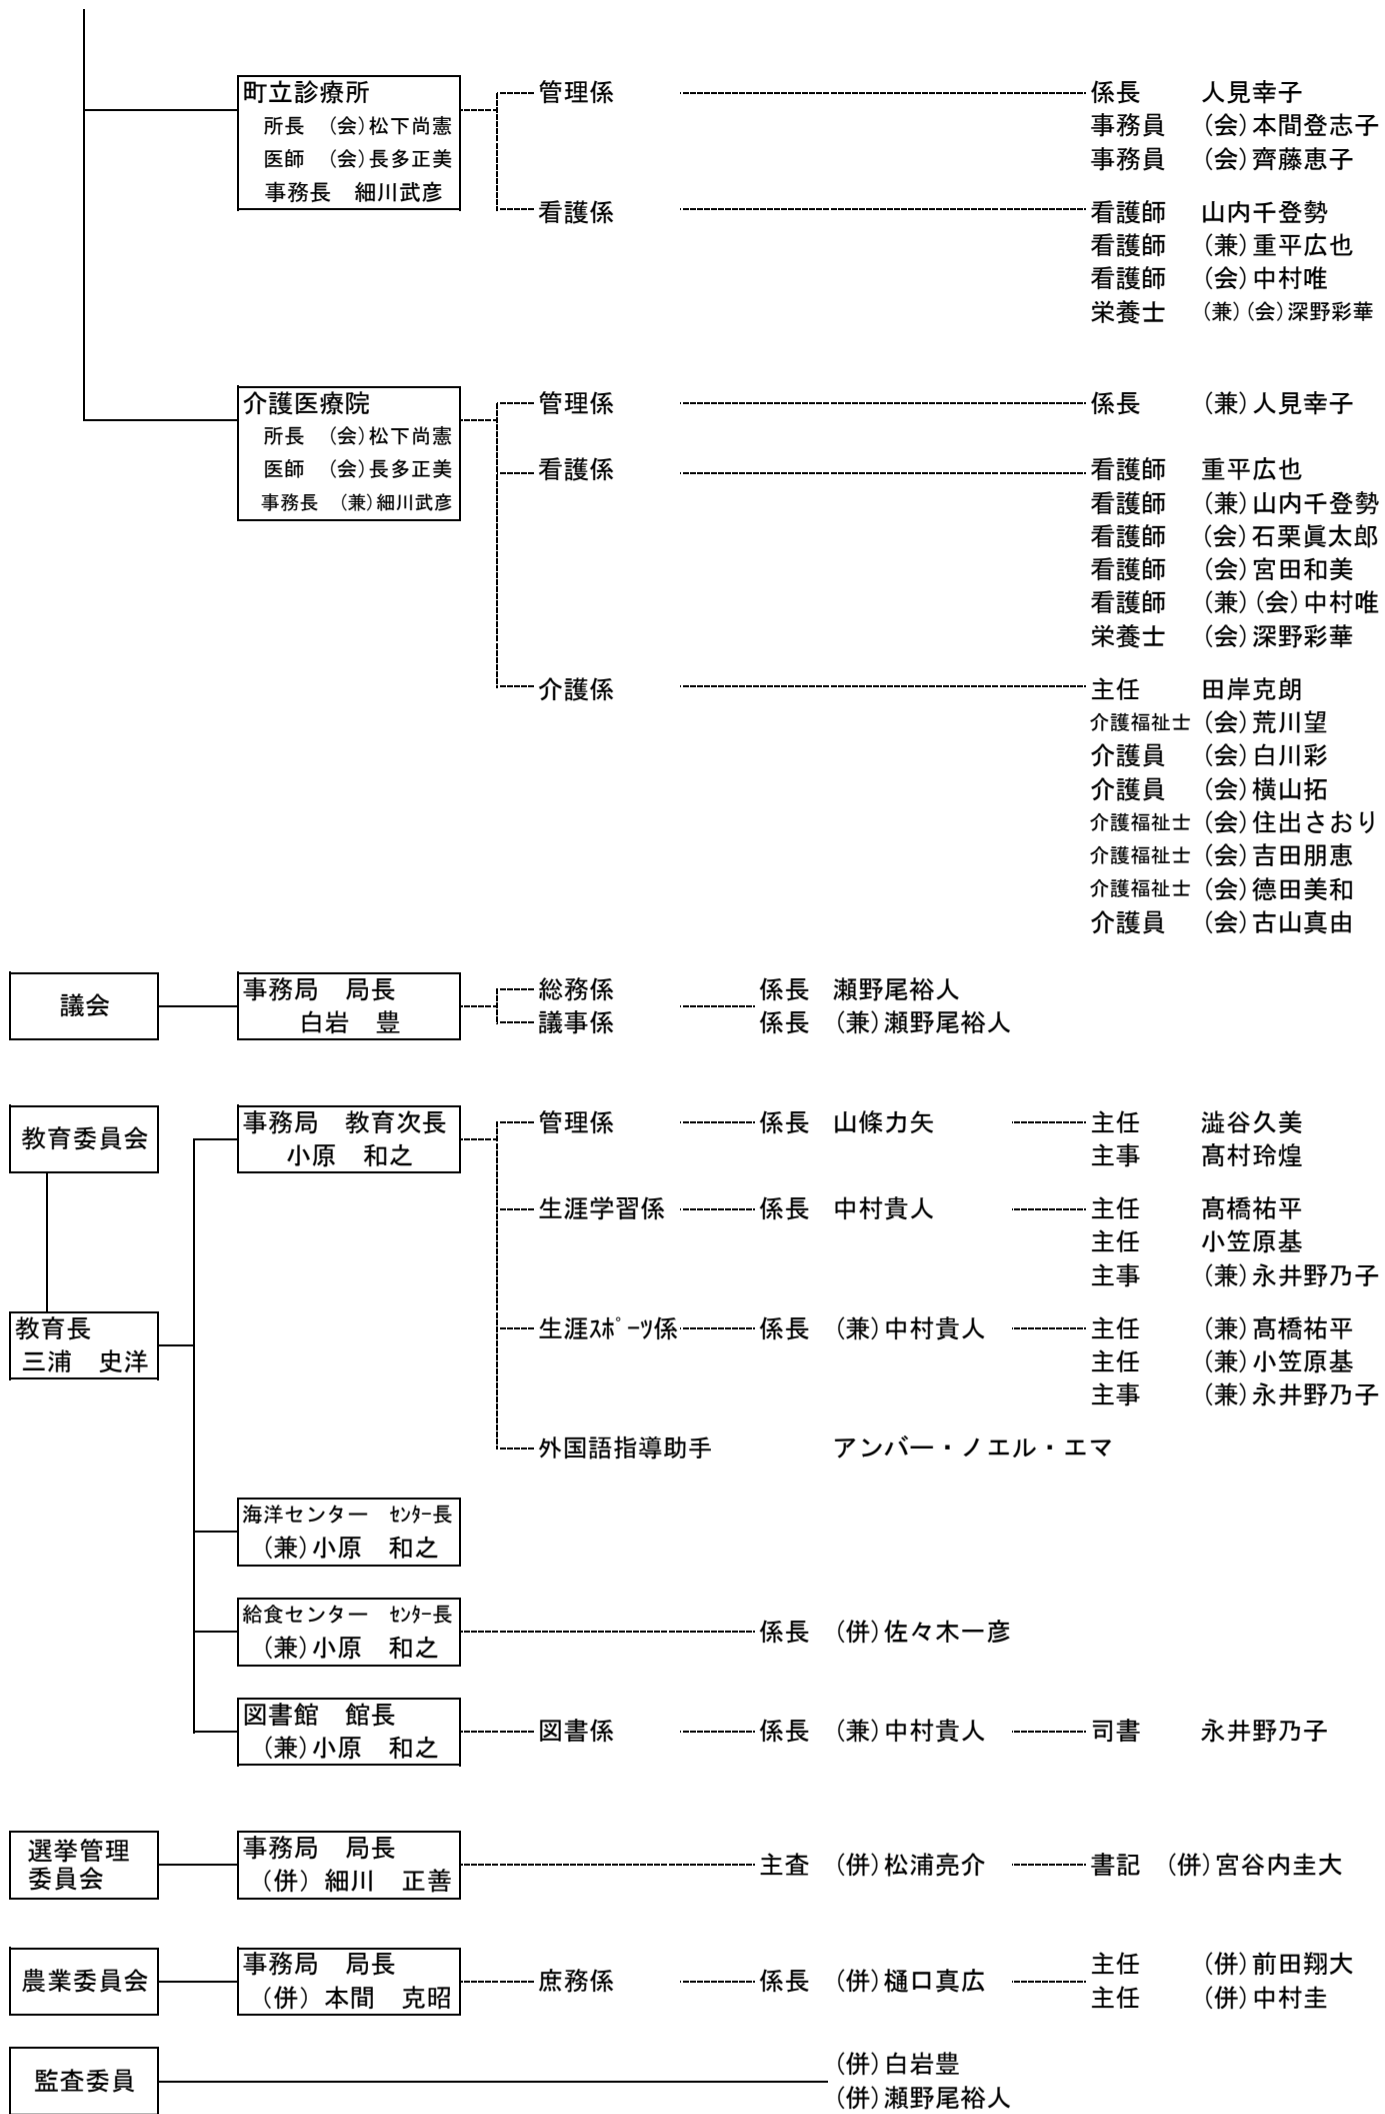 町立診療所 管理係 係長 人見幸子
所長 (会)松下尚憲 事務員 (会)本間登志子
医師 (会)長多正美 事務員 (会)齊藤恵子
事務長 細川武彦
看護係 看護師 山内千登勢
看護師 (兼)重平広也
看護師 (会)中村唯
栄養士 (兼)(会)深野彩華
介護医療院 管理係 係長 (兼)人見幸子
所長 (会)松下尚憲
医師 (会)長多正美 看護係 看護師 重平広也
事務長 (兼)細川武彦 看護師 (兼)山内千登勢
看護師 (会)石栗眞太郎
看護師 (会)宮田和美
看護師 (兼)(会)中村唯
栄養士 (会)深野彩華
介護係 主任 田岸克朗
介護福祉士 (会)荒川望
介護員 (会)白川彩
介護員 (会)横山拓
介護福祉士 (会)住出さおり
介護福祉士 (会)吉田朋恵
介護福祉士 (会)德田美和
介護員 (会)古山真由
議会 事務局 局長 総務係 係長 瀬野尾裕人
白岩 豊 議事係 係長 (兼)瀬野尾裕人
教育委員会 事務局 教育次長 管理係 係長 山條力矢 主任 澁谷久美
小原 和之 主事 髙村玲煌
生涯学習係 係長 中村貴人 主任 髙橋祐平
主任 小笠原基
主事 (兼)永井野乃子
教育長 生涯ｽﾎﾟｰﾂ係 係長 (兼)中村貴人 主任 (兼)髙橋祐平
三浦 史洋 主任 (兼)小笠原基
主事 (兼)永井野乃子
外国語指導助手 アンバー・ノエル・エマ
海洋センター ｾﾝﾀｰ長
(兼)小原 和之
給食センター ｾﾝﾀｰ長
(兼)小原 和之 係長 (併)佐々木一彦
図書館 館長 図書係 係長 (兼)中村貴人 司書 永井野乃子
(兼)小原 和之
選挙管理委員会 事務局 局長 主査 (併)松浦亮介 書記 (併)宮谷内圭大
(併) 細川 正善
農業委員会 事務局 局長 庶務係 係長 (併)樋口真広 主任 (併)前田翔大
(併) 本間 克昭 主任 (併)中村圭
監査委員 (併)白岩豊
(併)瀬野尾裕人